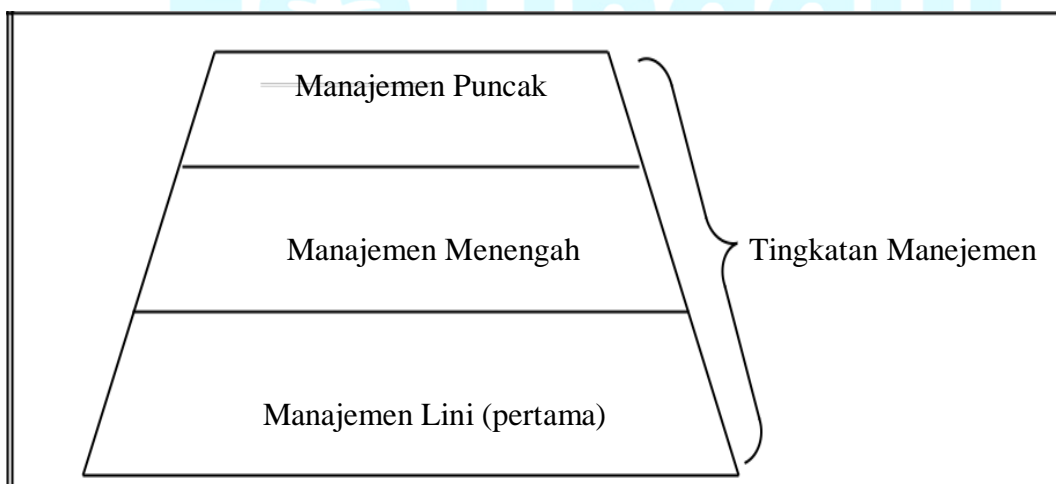 Manajemen Puncak
Manajemen Menengah
Tingkatan Manejemen
Manajemen Lini (pertama)